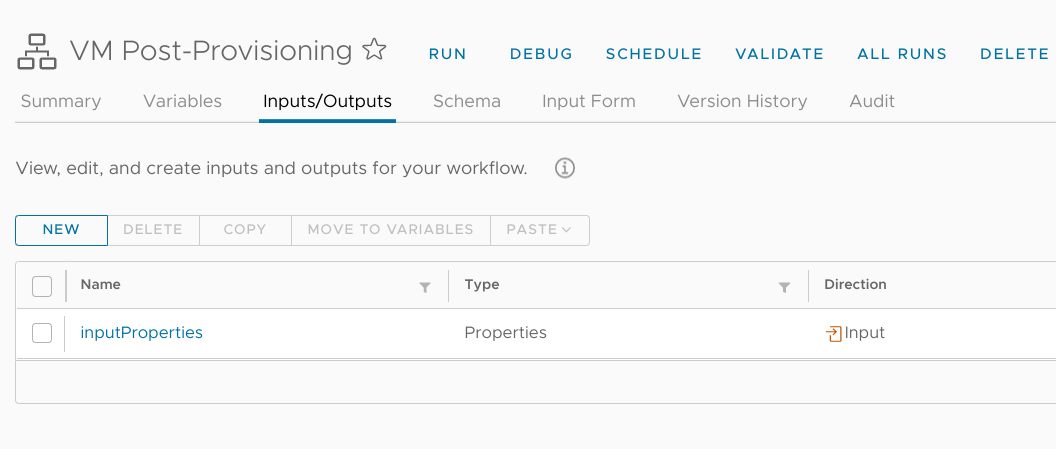 VM Post-Provisioning RUN DEBUG SCHEDULE VALIDATE ALL RUNS DELETE
Summary Variables Inputs/Outputs Schema Input Form Version History Audit
View, edit, and create inputs and outputs for your workflow.
NEW DELETE COPY MOVE TO VARIABLES PASTE
Name Type Direction
inputProperties Properties Input